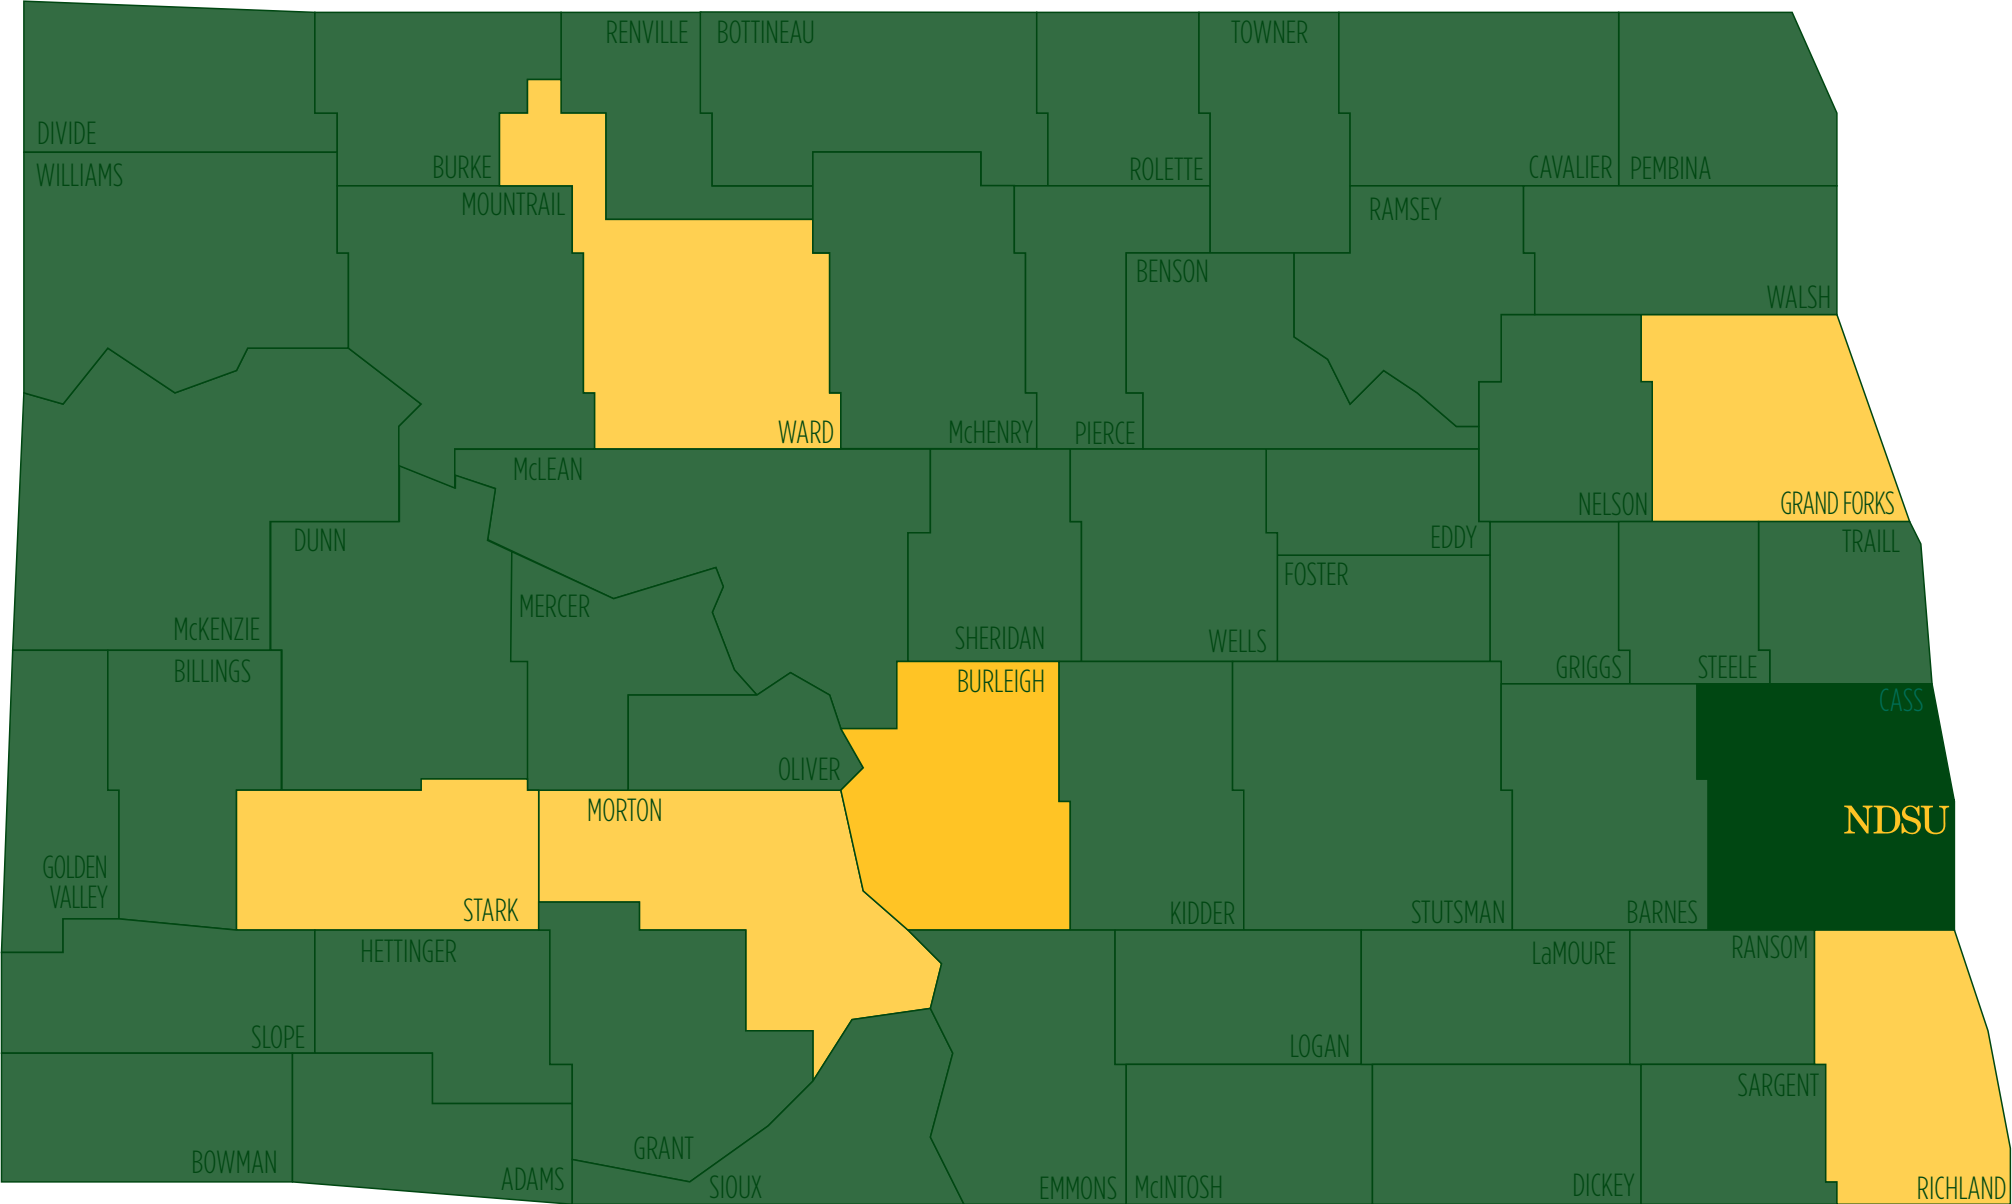 RENVILLE
BOTTINEAU
TOWNER
DIVIDE
WILLIAMS
BURKE
ROLETTE
CAVALIER
PEMBINA
MOUNTRAIL
RAMSEY
BENSON
WALSH
WARD
McHENRY
PIERCE
McLEAN
NELSON
GRAND FORKS
DUNN
EDDY
TRAILL
FOSTER
MERCER
McKENZIE
SHERIDAN
WELLS
BILLINGS
GRIGGS
STEELE
BURLEIGH
CASS
OLIVER
MORTON
NDSU
GOLDEN
VALLEY
STARK
KIDDER
STUTSMAN
BARNES
HETTINGER
LaMOURE
RANSOM
SLOPE
LOGAN
SARGENT
BOWMAN
ADAMS
GRANT
SIOUX
EMMONS
McINTOSH
DICKEY
RICHLAND